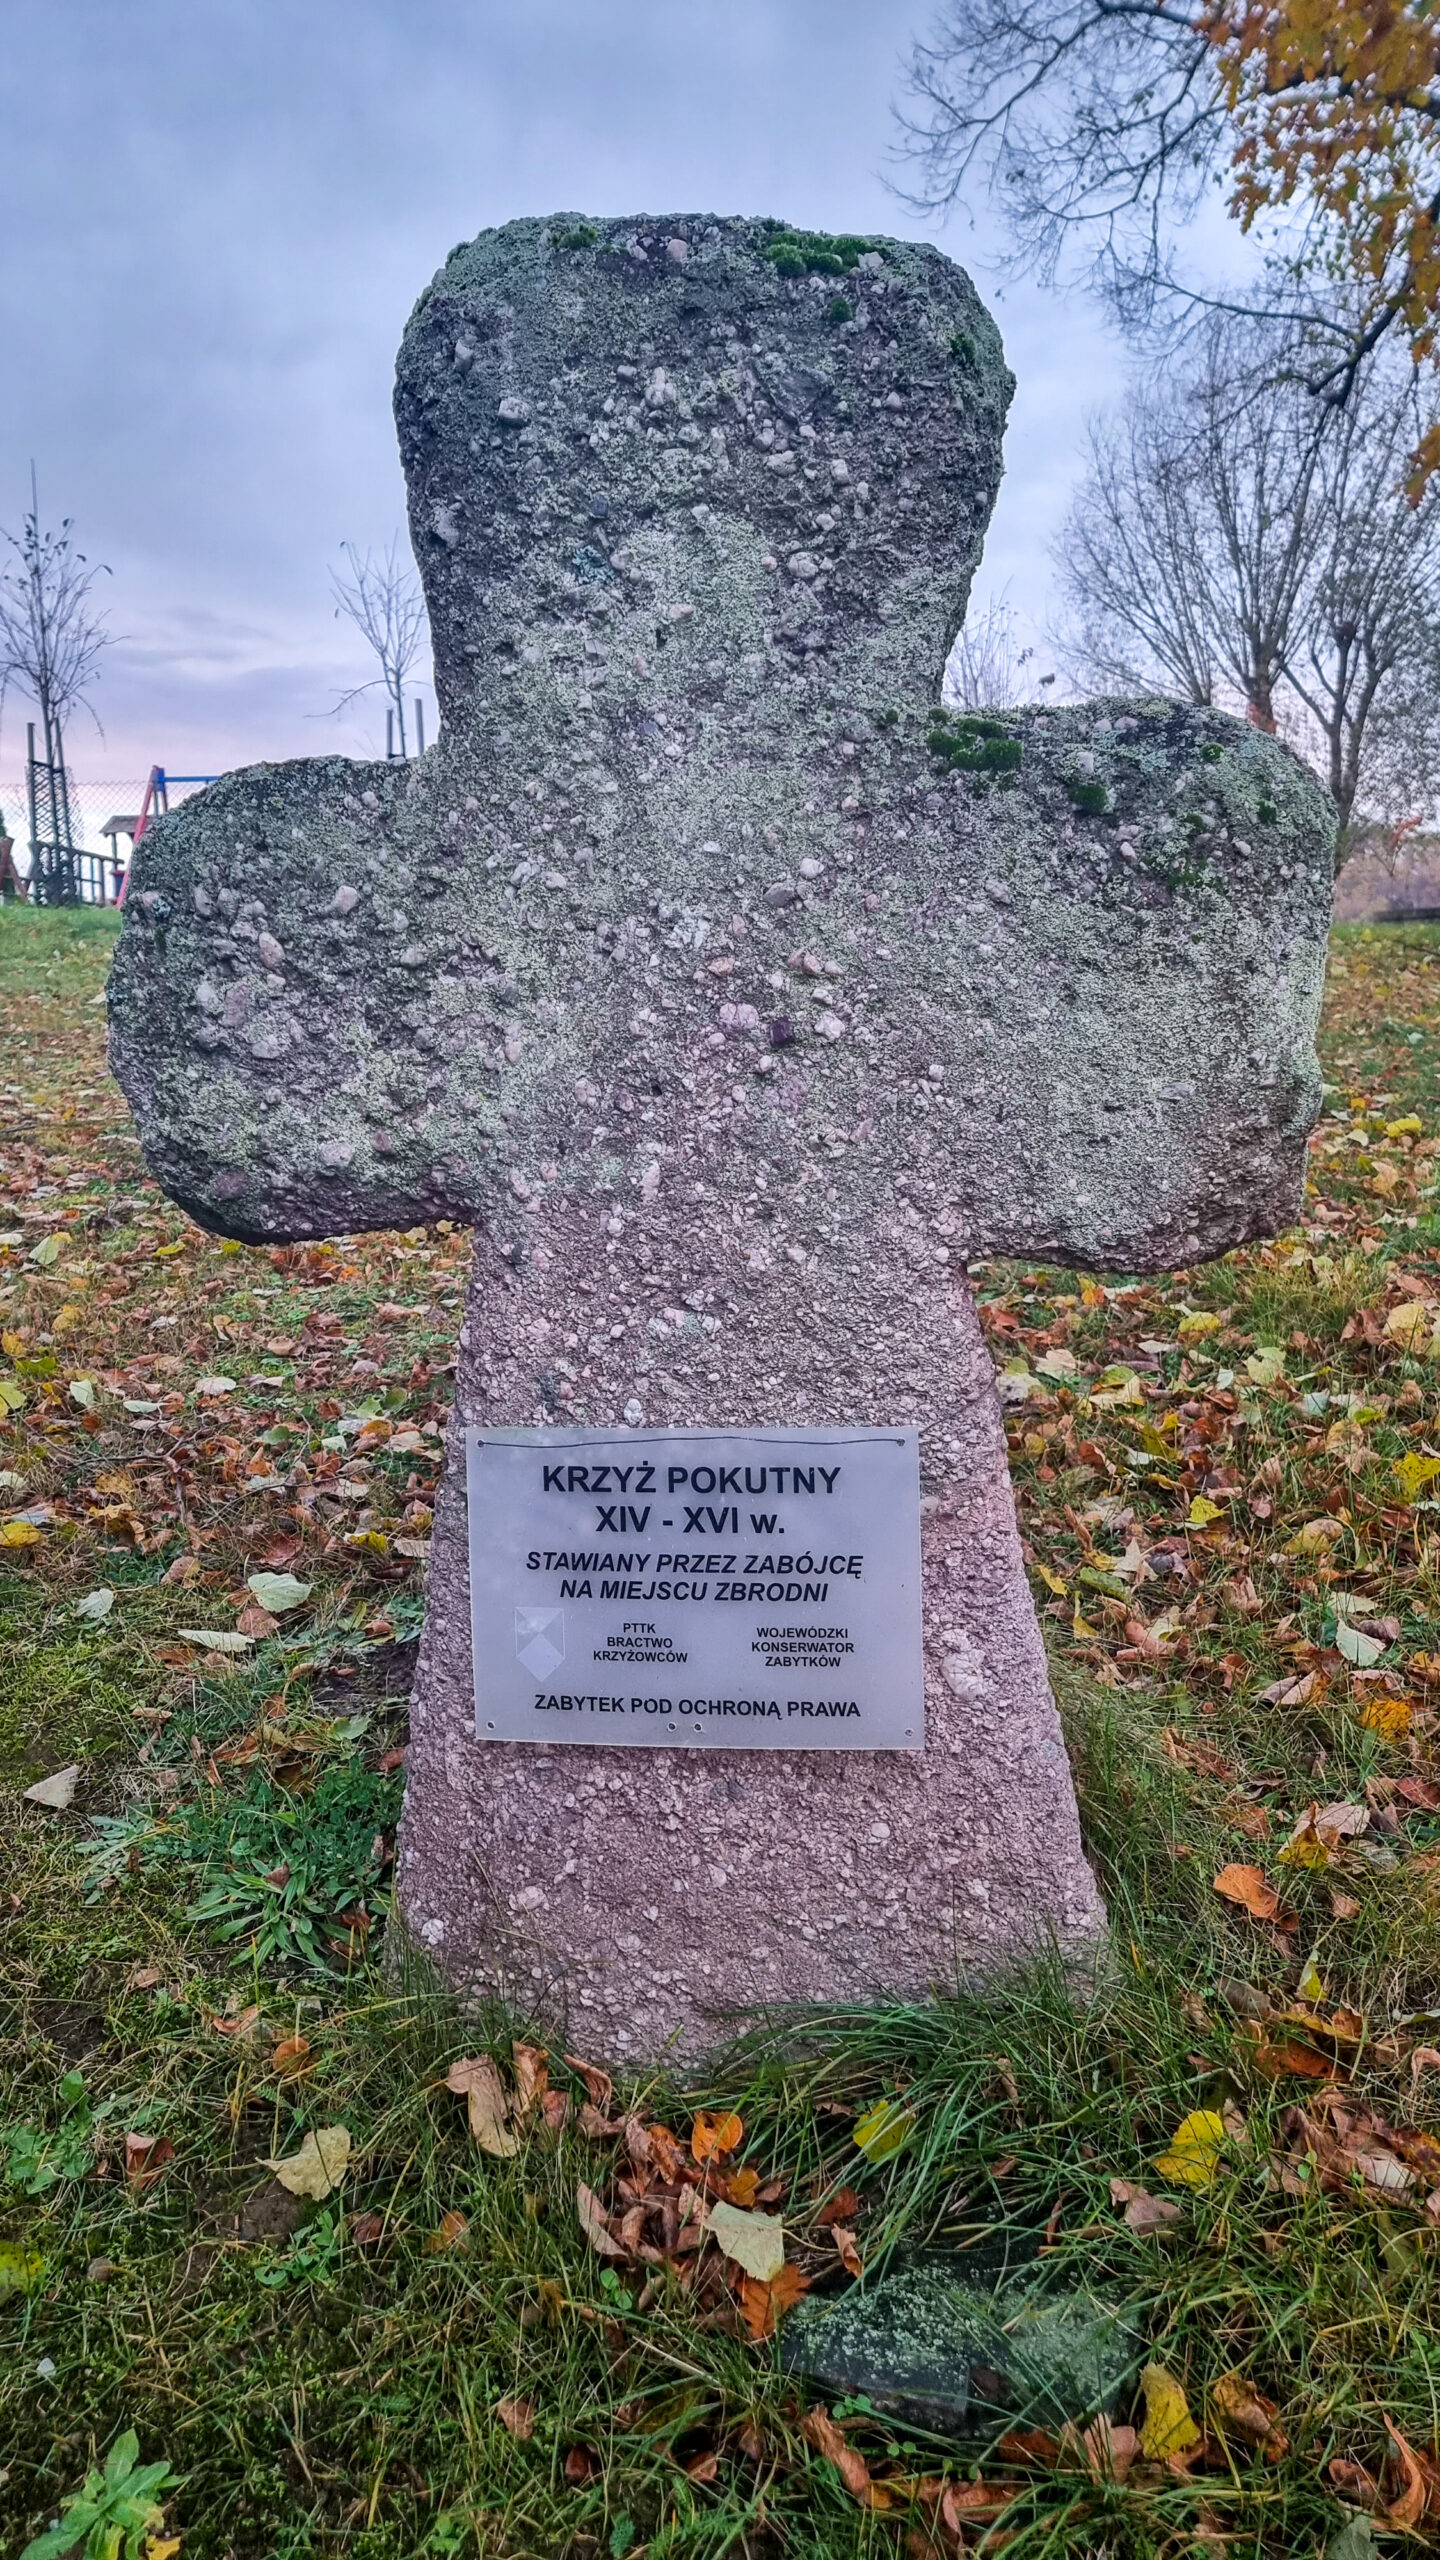 KRZYŻ POKUTNY
XIV - XVI w.
STAWIANY PRZEZ ZABÓJCĘ
NA MIEJSCU ZBRODNI
PTTK
BRACTWO
KRZYŻOWCÓW
WOJEWÓDZKI
KONSERWATOR
ZABYTKÓW
ZABYTEK POD OCHRONĄ PRAWA